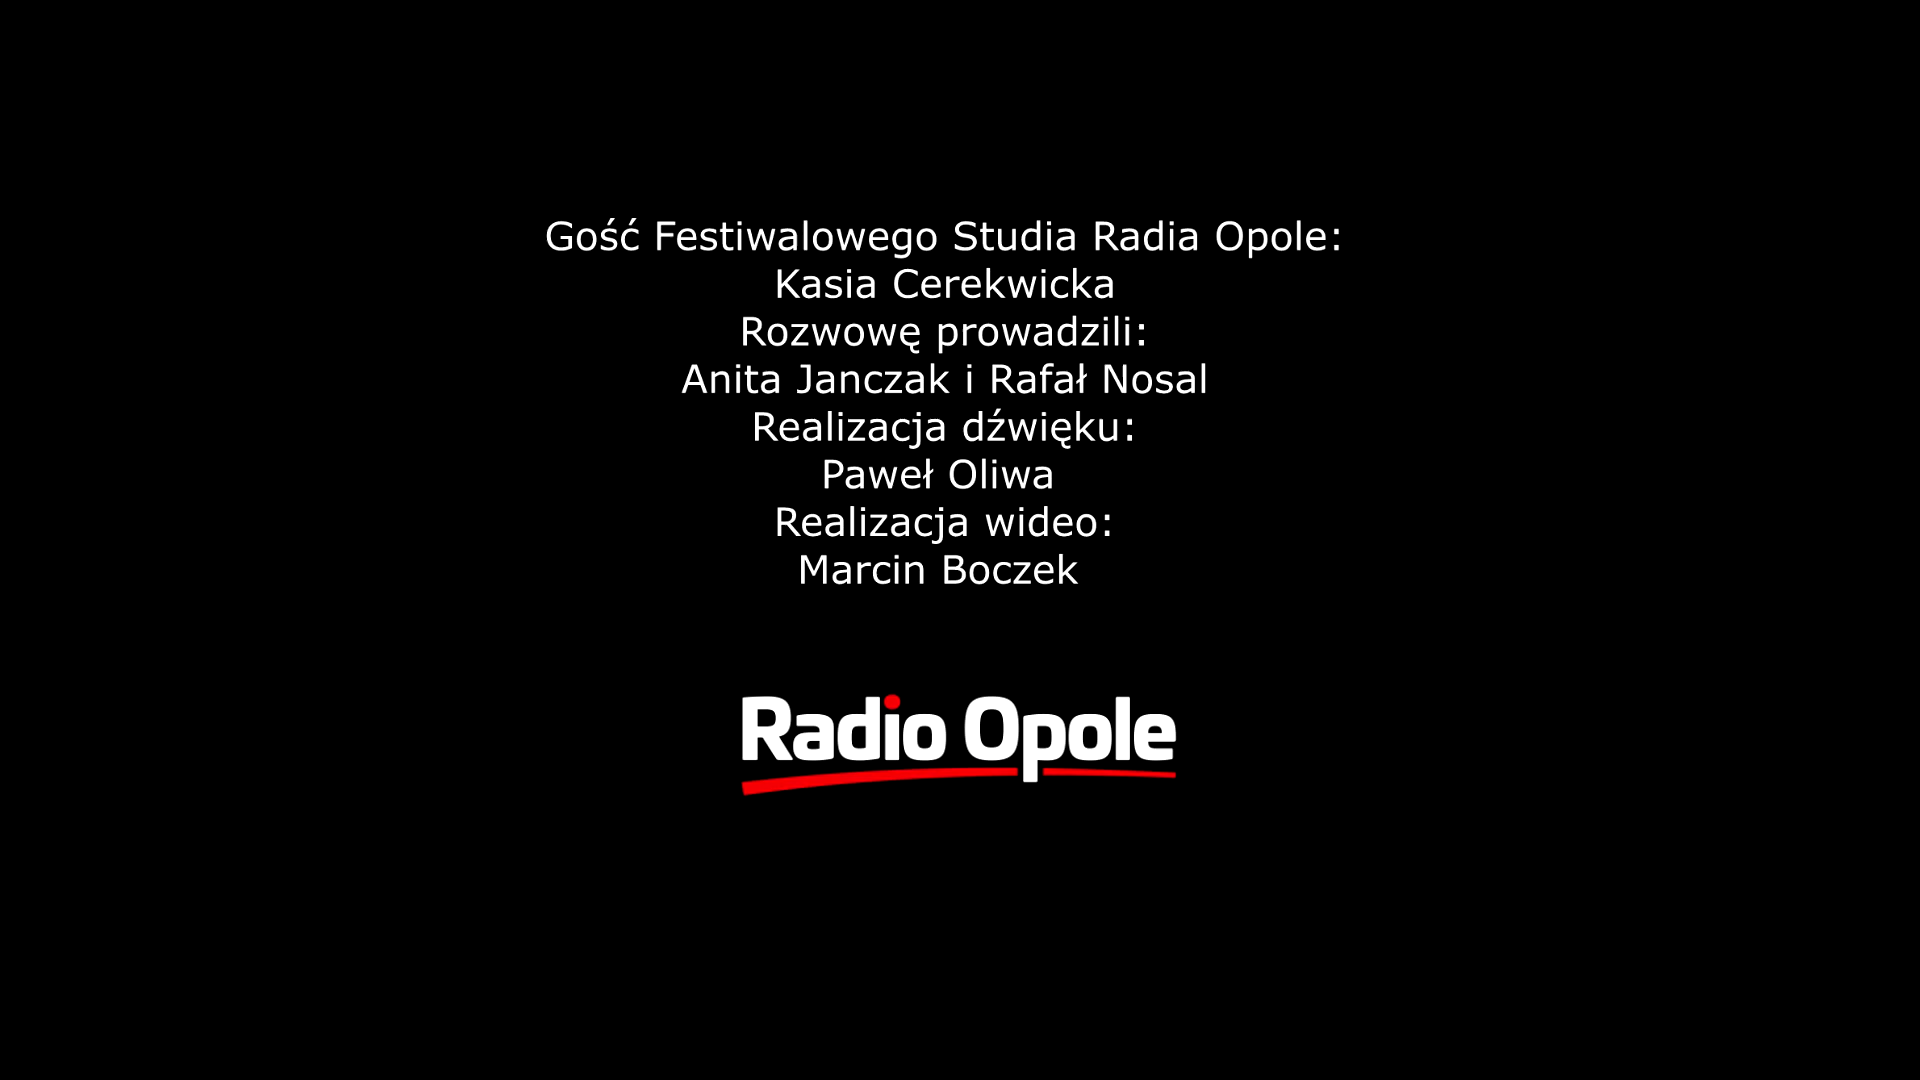 Gość Festiwalowego Studia Radia Opole:
Kasia Cerekwicka
Rozwowę prowadzili:
Anita Janczak i Rafał Nosal
Realizacja dźwięku:
Paweł Oliwa
Realizacja wideo:
Marcin Boczek
Radio Opole